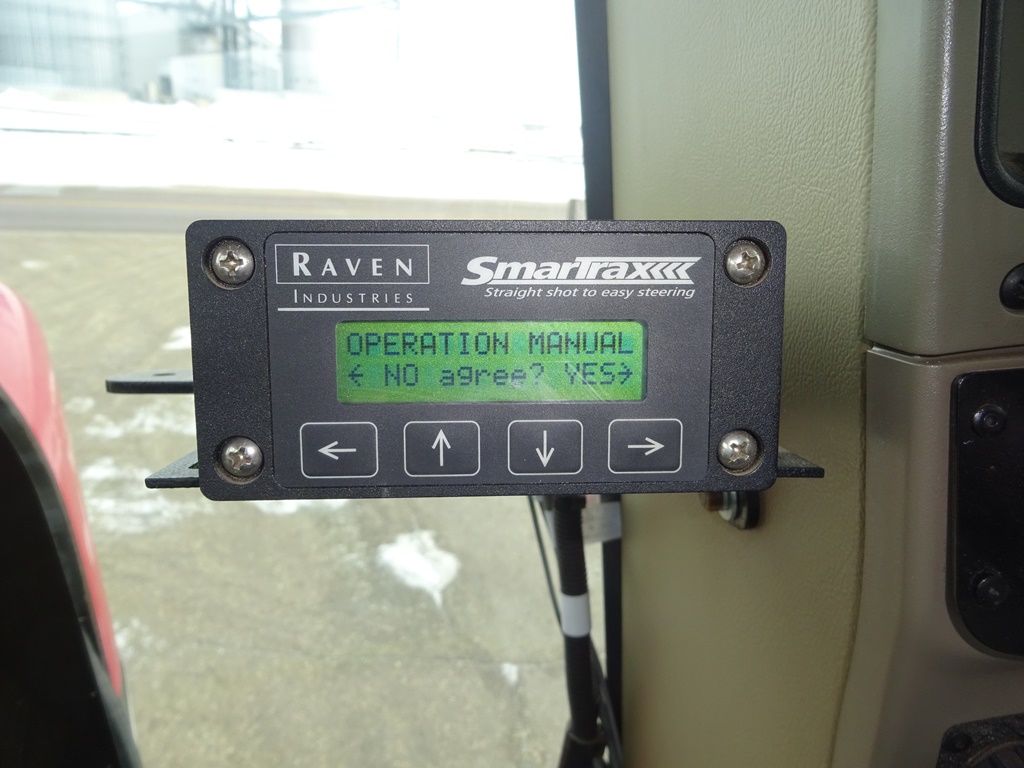 RAVEN
INDUSTRIES
SmarTrax
Straight shot to easy steering
OPERATION MANUAL
← NO agree? YES→
← ↑ ↓ →